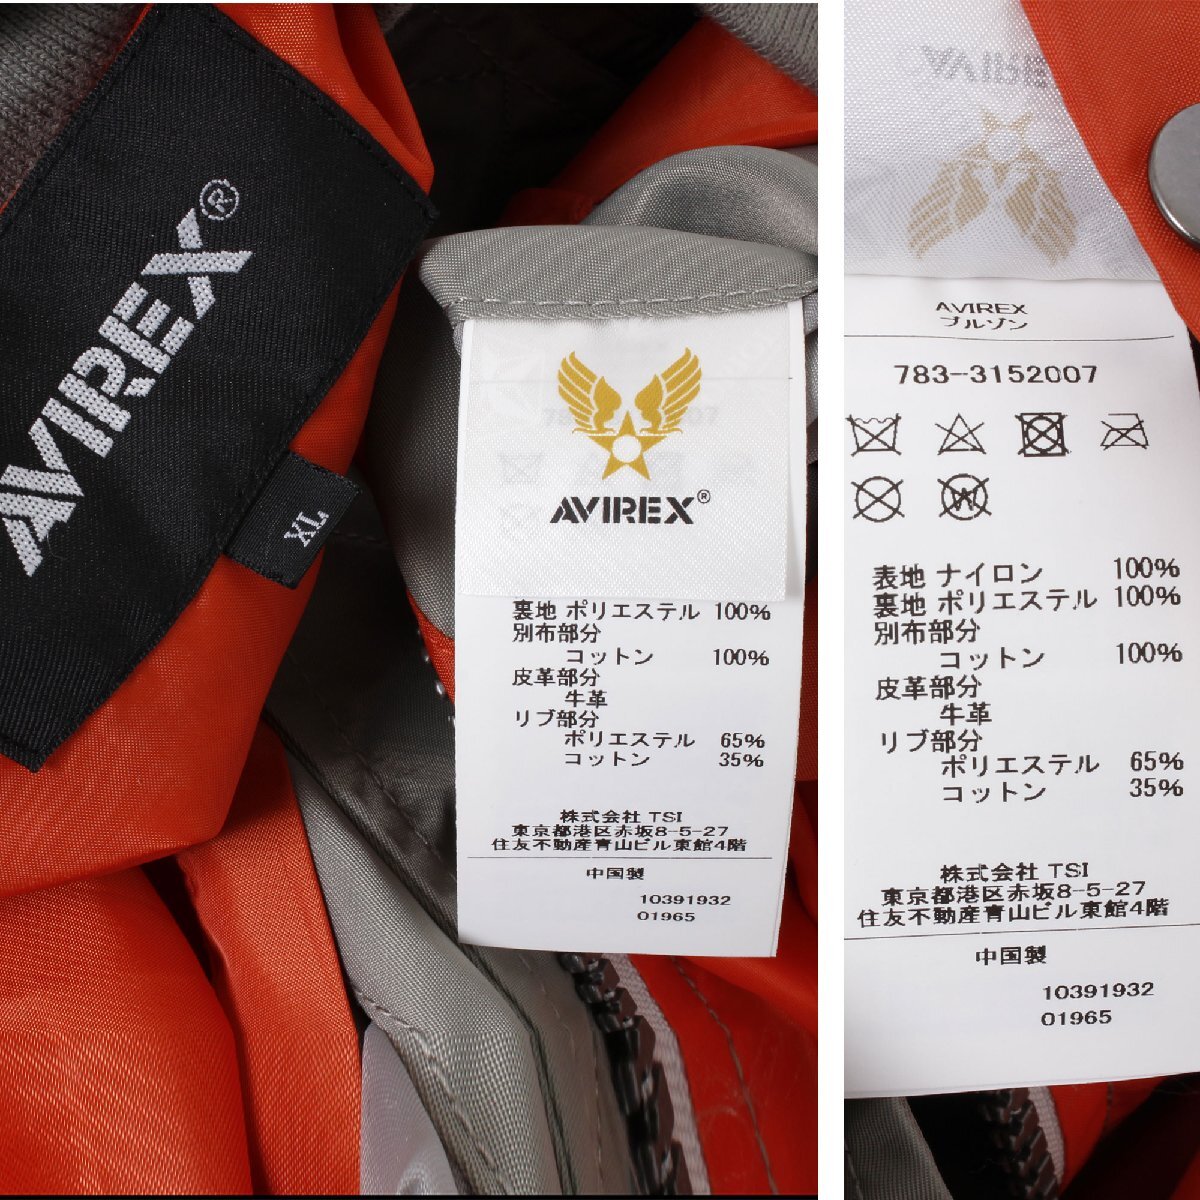 AVIREX®
XL
AVIREX®
裏地 ポリエステル 100%
別布部分
コットン 100%
皮革部分
牛革
リブ部分
ポリエステル 65%
コットン 35%
株式会社 TSI
東京都港区赤坂8-5-27
住友不動産青山ビル東館4階
中国製
10391932
01965
AVIREX
ブルゾン
783-3152007
W
表地 ナイロン 100%
裏地 ポリエステル 100%
別布部分
コットン 100%
皮革部分
牛革
リブ部分
ポリエステル 65%
コットン 35%
株式会社 TSI
東京都港区赤坂8-5-27
住友不動産青山ビル東館4階
中国製
10391932
01965